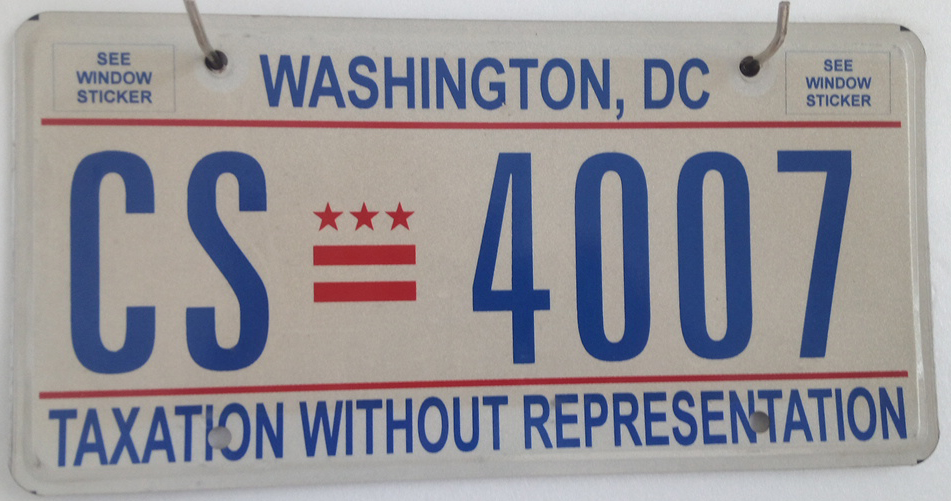 SEE
WINDOW
STICKER
WASHINGTON, DC
SEE
WINDOW
STICKER
CS 4007
TAXATION WITHOUT REPRESENTATION